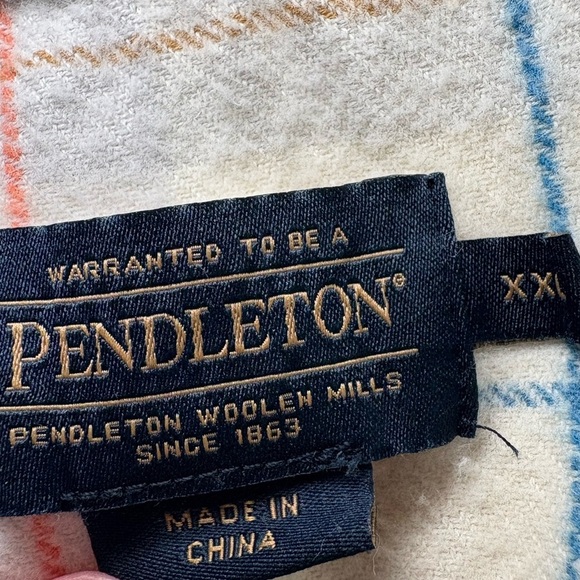 WARRANTED TO BE A
PENDLETON®
PENDLETON WOOLEN MILLS
SINCE 1863
XXL
MADE IN
CHINA